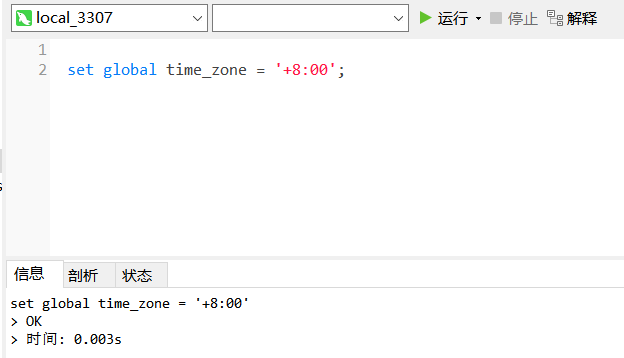 local_3307 运行 停止 解释
1
2 set global time_zone = '+8:00';
信息 剖析 状态
set global time_zone = '+8:00'
> OK
> 时间: 0.003s